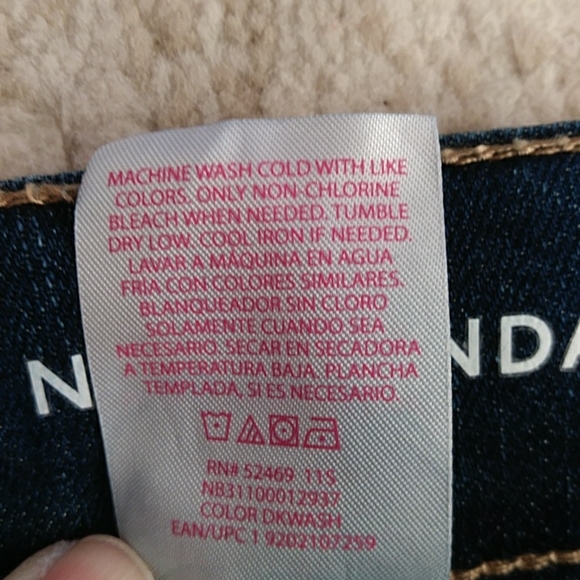 MACHINE WASH COLD WITH LIKE
COLORS. ONLY NON-CHLORINE
BLEACH WHEN NEEDED. TUMBLE
DRY LOW. COOL IRON IF NEEDED.
LAVAR A MÁQUINA EN AGUA
FRÍA CON COLORES SIMILARES.
BLANQUEADOR SIN CLORO
SOLAMENTE CUANDO SEA
NECESARIO. SECAR EN SECADORA
A TEMPERATURA BAJA. PLANCHA
TEMPLADA, SI ES NECESARIO.
N
NDA
RN# 52469 11S
NB31100012937
COLOR DKWASH
EAN/UPC 1 9202107259